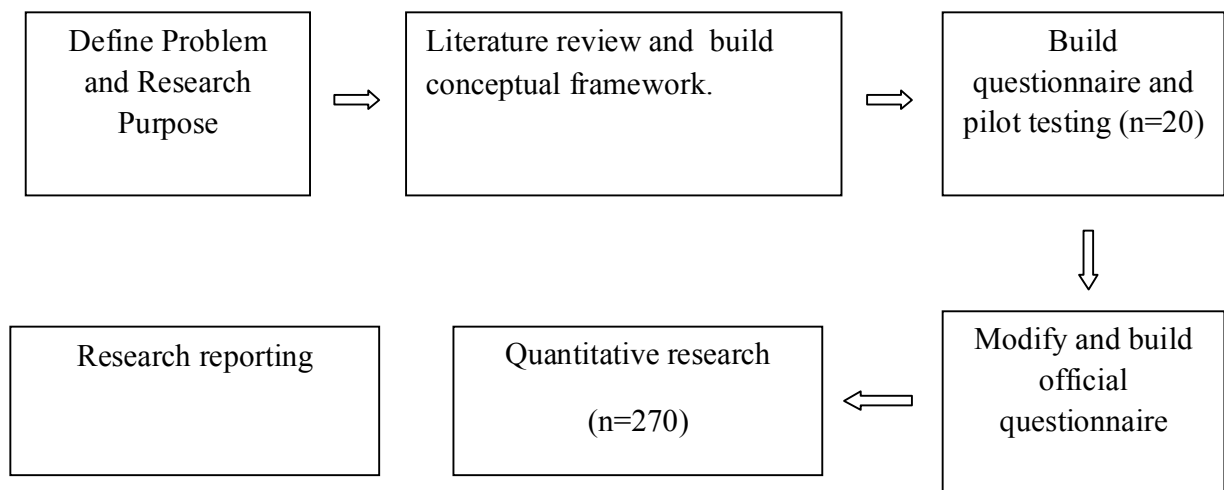 Define Problem
and Research
Purpose
Literature review and  build
conceptual framework.
Build
questionnaire and
pilot testing (n=20)
Modify and build
official
questionnaire
Quantitative research
(n=270)
Research reporting